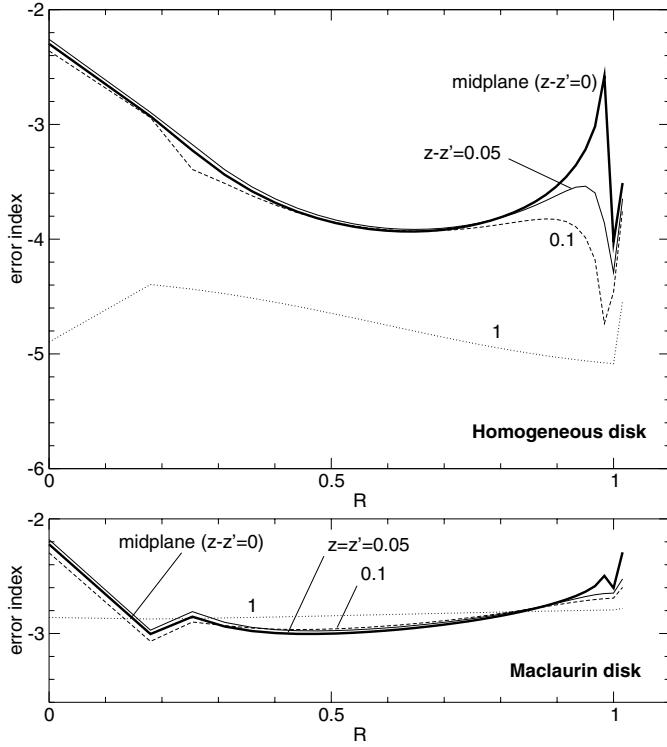 -2
midplane (z-z'=0)
-3
z-z'=0.05
error index
-4
0.1
1
-5
Homogeneous disk
-6
0
0.5
1
R
-2
midplane (z-z'=0)
z=z'=0.05
0.1
error index
1
-3
Maclaurin disk
0
0.5
1
R